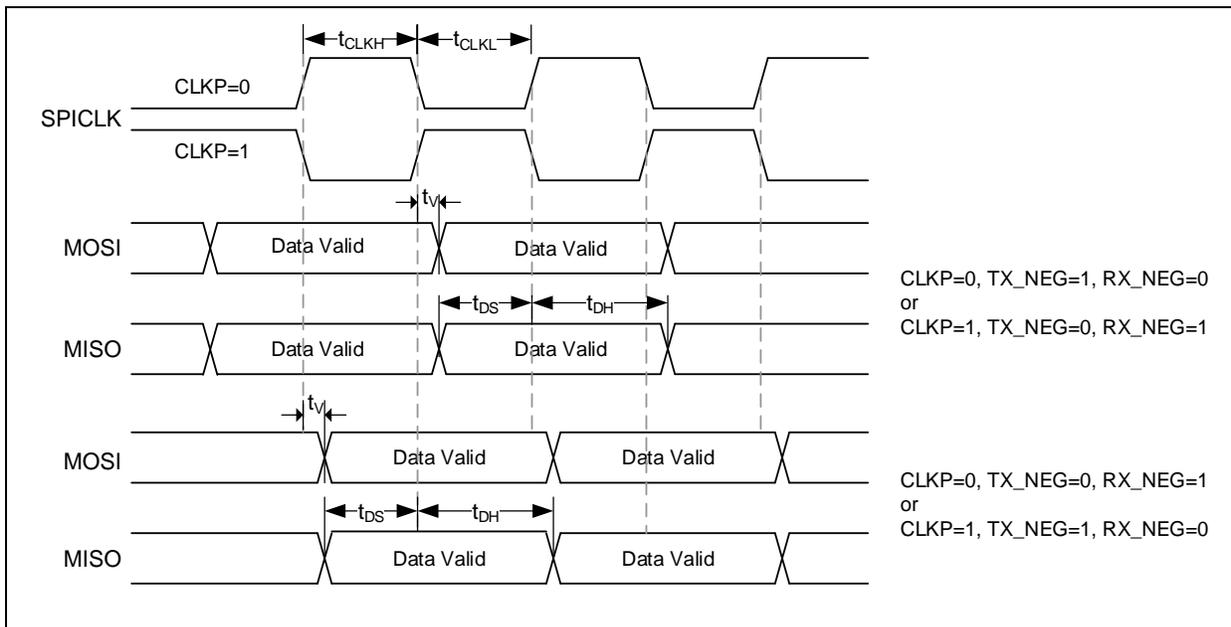 tCLKH
tCLKL
CLKP=0
SPICLK
CLKP=1
tV
MOSI
Data Valid
Data Valid
CLKP=0, TX_NEG=1, RX_NEG=0
or
CLKP=1, TX_NEG=0, RX_NEG=1
tDS
tDH
MISO
Data Valid
Data Valid
tV
MOSI
Data Valid
Data Valid
CLKP=0, TX_NEG=0, RX_NEG=1
or
CLKP=1, TX_NEG=1, RX_NEG=0
tDS
tDH
MISO
Data Valid
Data Valid